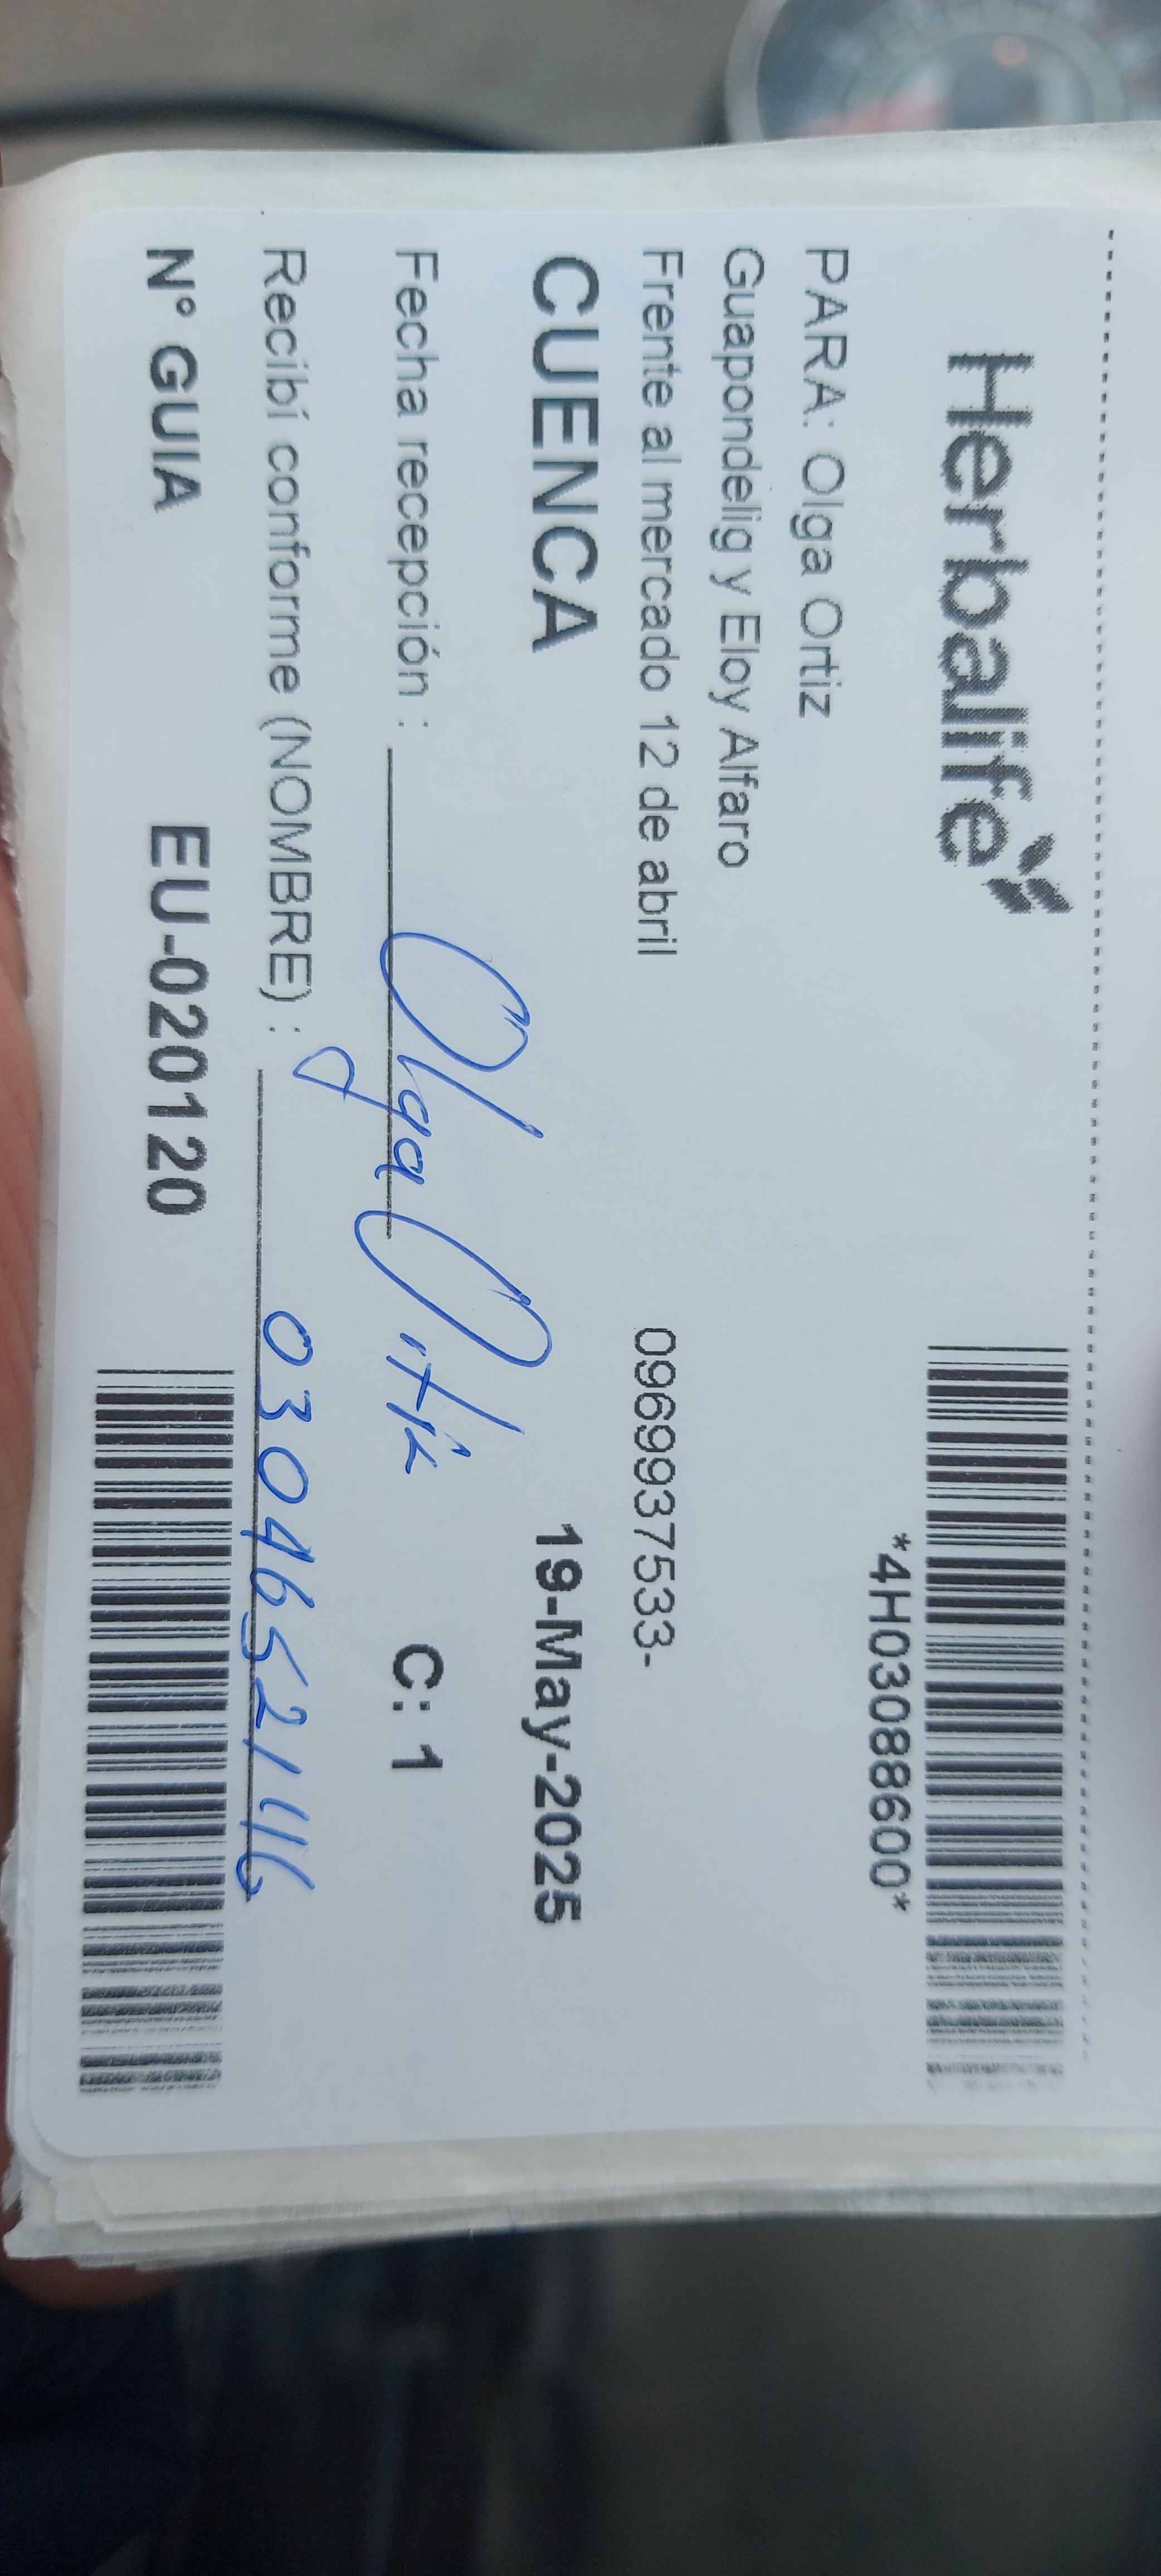 Herbalife
*4H03088600*
PARA: Olga Ortiz
Guapondelig y Eloy Alfaro
Frente al mercado 12 de abril 0969937533-
CUENCA 19-May-2025
Fecha recepción : Olga Ortiz C: 1
Recibí conforme (NOMBRE) : 0304652146
N° GUIA EU-020120